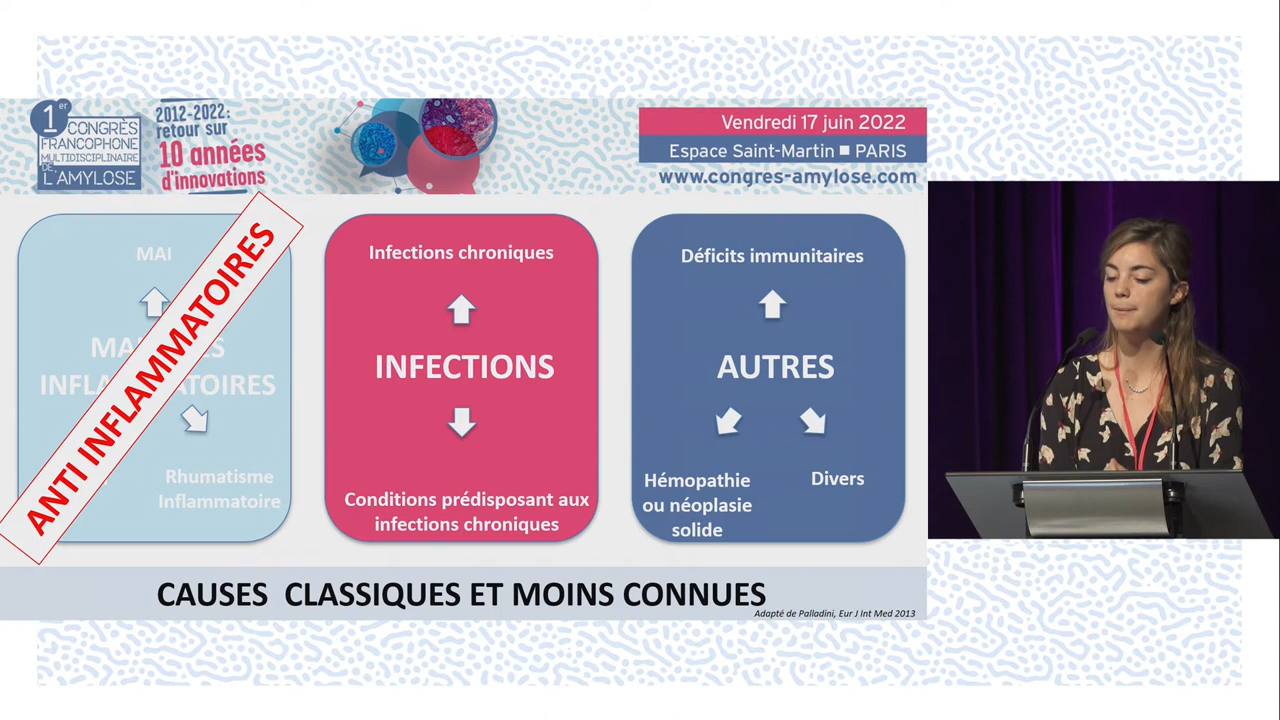 1er
CONGRÈS
FRANCOPHONE
MULTIDISCIPLINAIRE
DE
L'AMYLOSE
2012-2022:
retour sur
10 années
d'innovations
Vendredi 17 juin 2022
Espace Saint-Martin ■ PARIS
www.congres-amylose.com
MAI
Rhumatisme
Inflammatoire
ANTI INFLAMMATOIRES
Infections chroniques
INFECTIONS
Conditions prédisposant aux
infections chroniques
Déficits immunitaires
AUTRES
Hémopathie
ou néoplasie
solide
Divers
CAUSES CLASSIQUES ET MOINS CONNUES
Adapté de Palladini, Eur J Int Med 2013